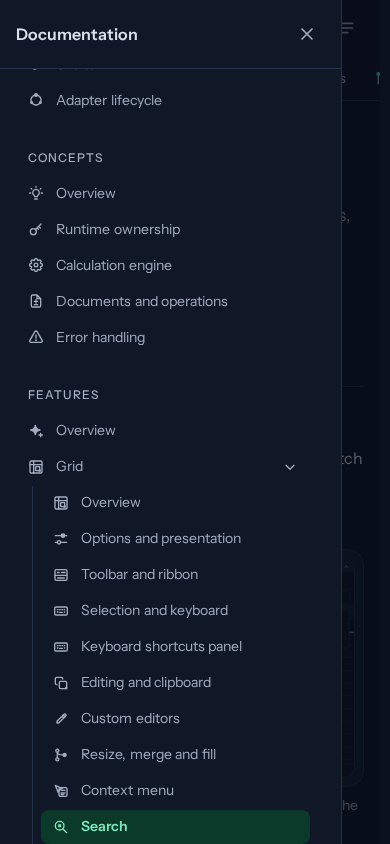 Documentation
Adapter lifecycle
CONCEPTS
Overview
Runtime ownership
Calculation engine
Documents and operations
Error handling
FEATURES
Overview
Grid
Overview
Options and presentation
Toolbar and ribbon
Selection and keyboard
Keyboard shortcuts panel
Editing and clipboard
Custom editors
Resize, merge and fill
Context menu
Search